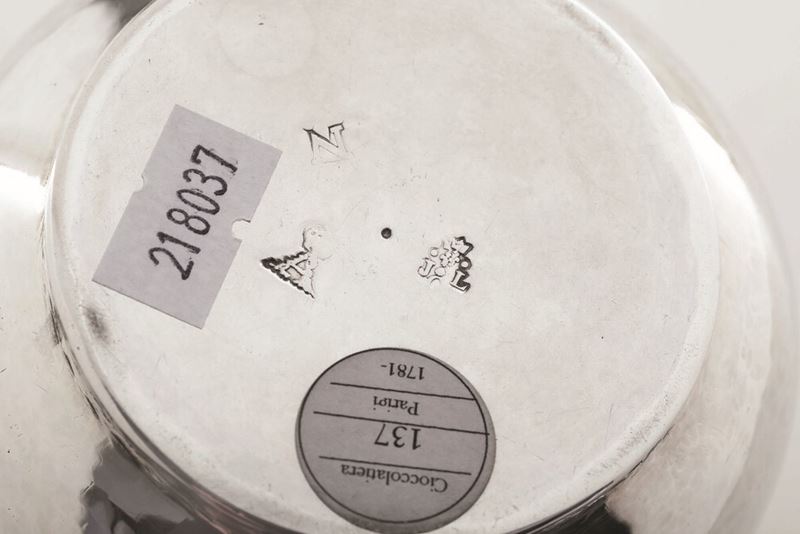 218037
N
A
Cioccolatiera
137
Parigi
1781-